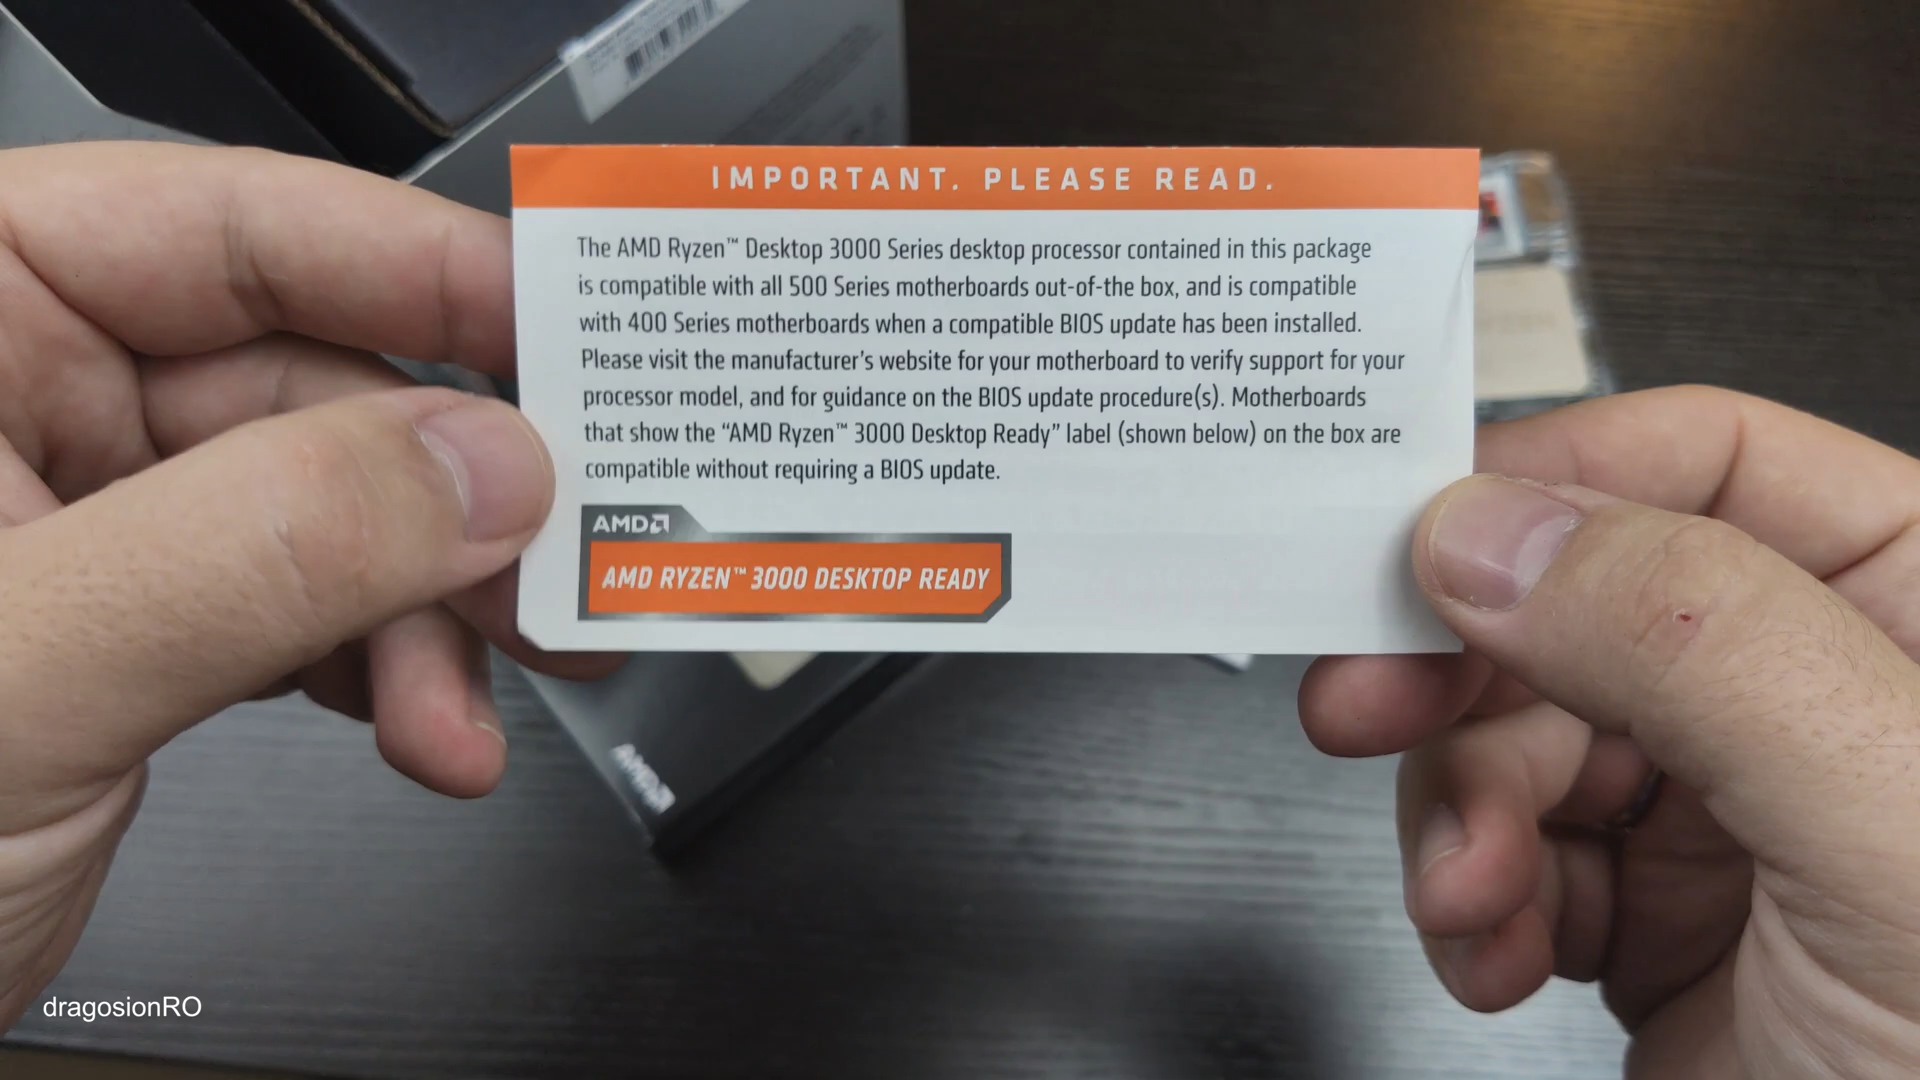 IMPORTANT. PLEASE READ.
The AMD Ryzen™ Desktop 3000 Series desktop processor contained in this package
is compatible with all 500 Series motherboards out-of-the box, and is compatible
with 400 Series motherboards when a compatible BIOS update has been installed.
Please visit the manufacturer's website for your motherboard to verify support for your
processor model, and for guidance on the BIOS update procedure(s). Motherboards
that show the “AMD Ryzen™ 3000 Desktop Ready” label (shown below) on the box are
compatible without requiring a BIOS update.
AMD
AMD RYZEN™ 3000 DESKTOP READY
AMD
dragosionRO